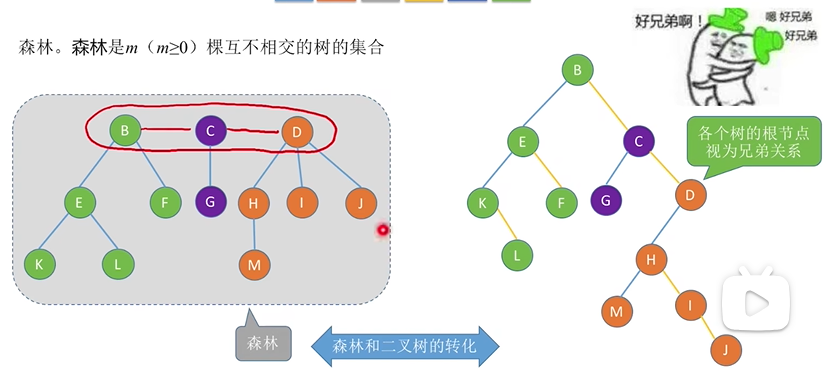 好兄弟啊！
嗯 好兄弟
好兄弟
森林。森林是m（m≥0）棵互不相交的树的集合
B
C
D
E
F
G
H
I
J
K
L
M
森林
森林和二叉树的转化
B
E
C
K
F
G
D
L
H
M
I
J
各个树的根节点
视为兄弟关系